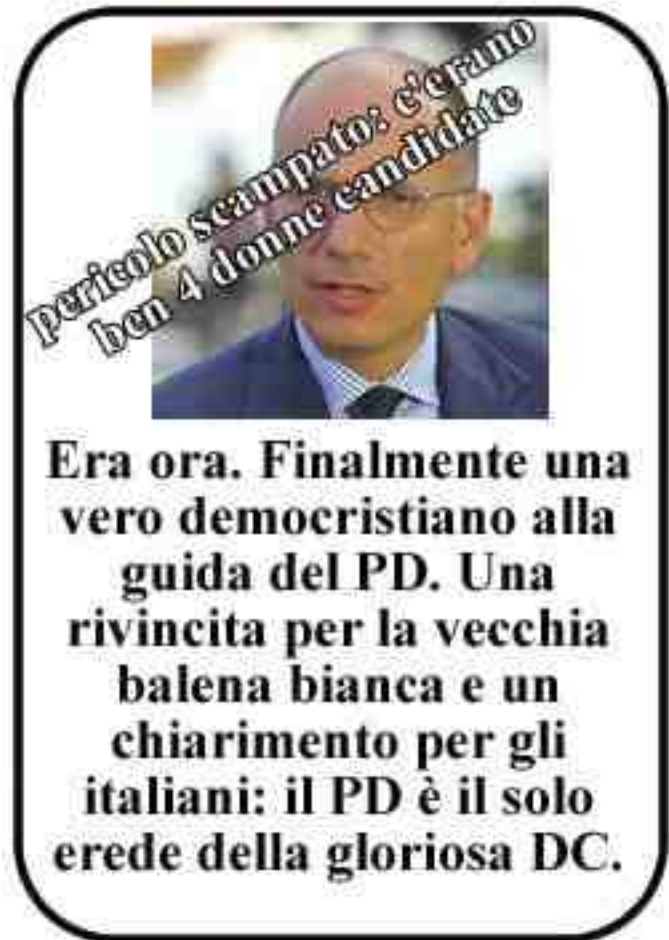 pericolo scampato: c'erano
ben 4 donne candidate
Era ora. Finalmente una
vero democristiano alla
guida del PD. Una
rivincita per la vecchia
balena bianca e un
chiarimento per gli
italiani: il PD è il solo
erede della gloriosa DC.